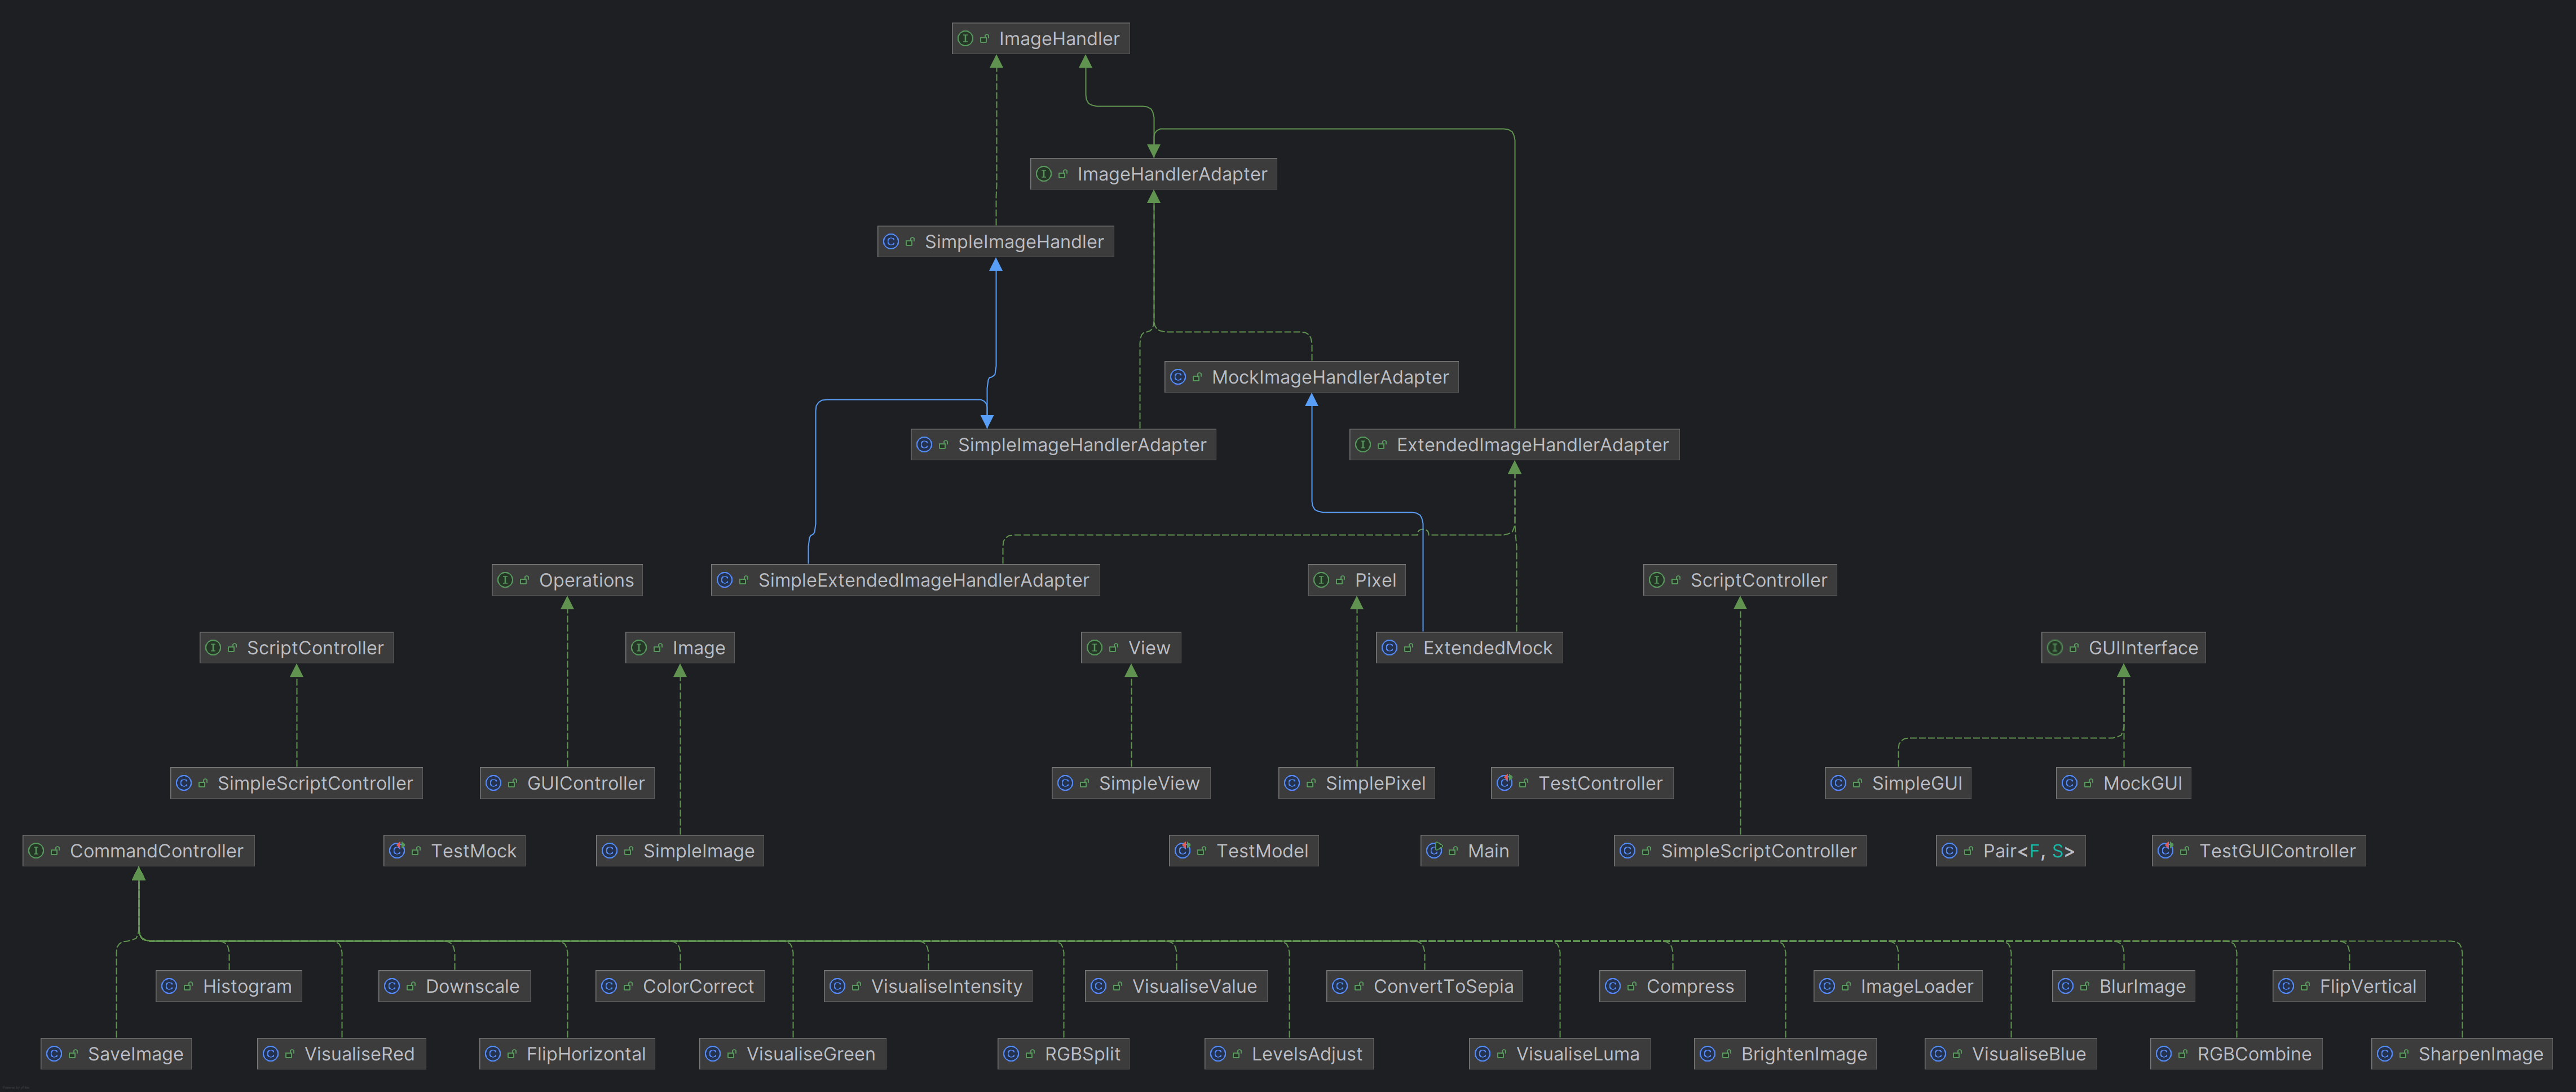 ImageHandler
ImageHandlerAdapter
SimpleImageHandler
MockImageHandlerAdapter
SimpleImageHandlerAdapter
ExtendedImageHandlerAdapter
Operations
SimpleExtendedImageHandlerAdapter
Pixel
ScriptController
ScriptController
Image
View
ExtendedMock
GUIInterface
SimpleScriptController
GUIController
SimpleView
SimplePixel
TestController
SimpleGUI
MockGUI
CommandController
TestMock
SimpleImage
TestModel
Main
SimpleScriptController
Pair<F, S>
TestGUIController
Histogram
Downscale
ColorCorrect
VisualiseIntensity
VisualiseValue
ConvertToSepia
Compress
ImageLoader
BlurImage
FlipVertical
SaveImage
VisualiseRed
FlipHorizontal
VisualiseGreen
RGBSplit
LevelsAdjust
VisualiseLuma
BrightenImage
VisualiseBlue
RGBCombine
SharpenImage